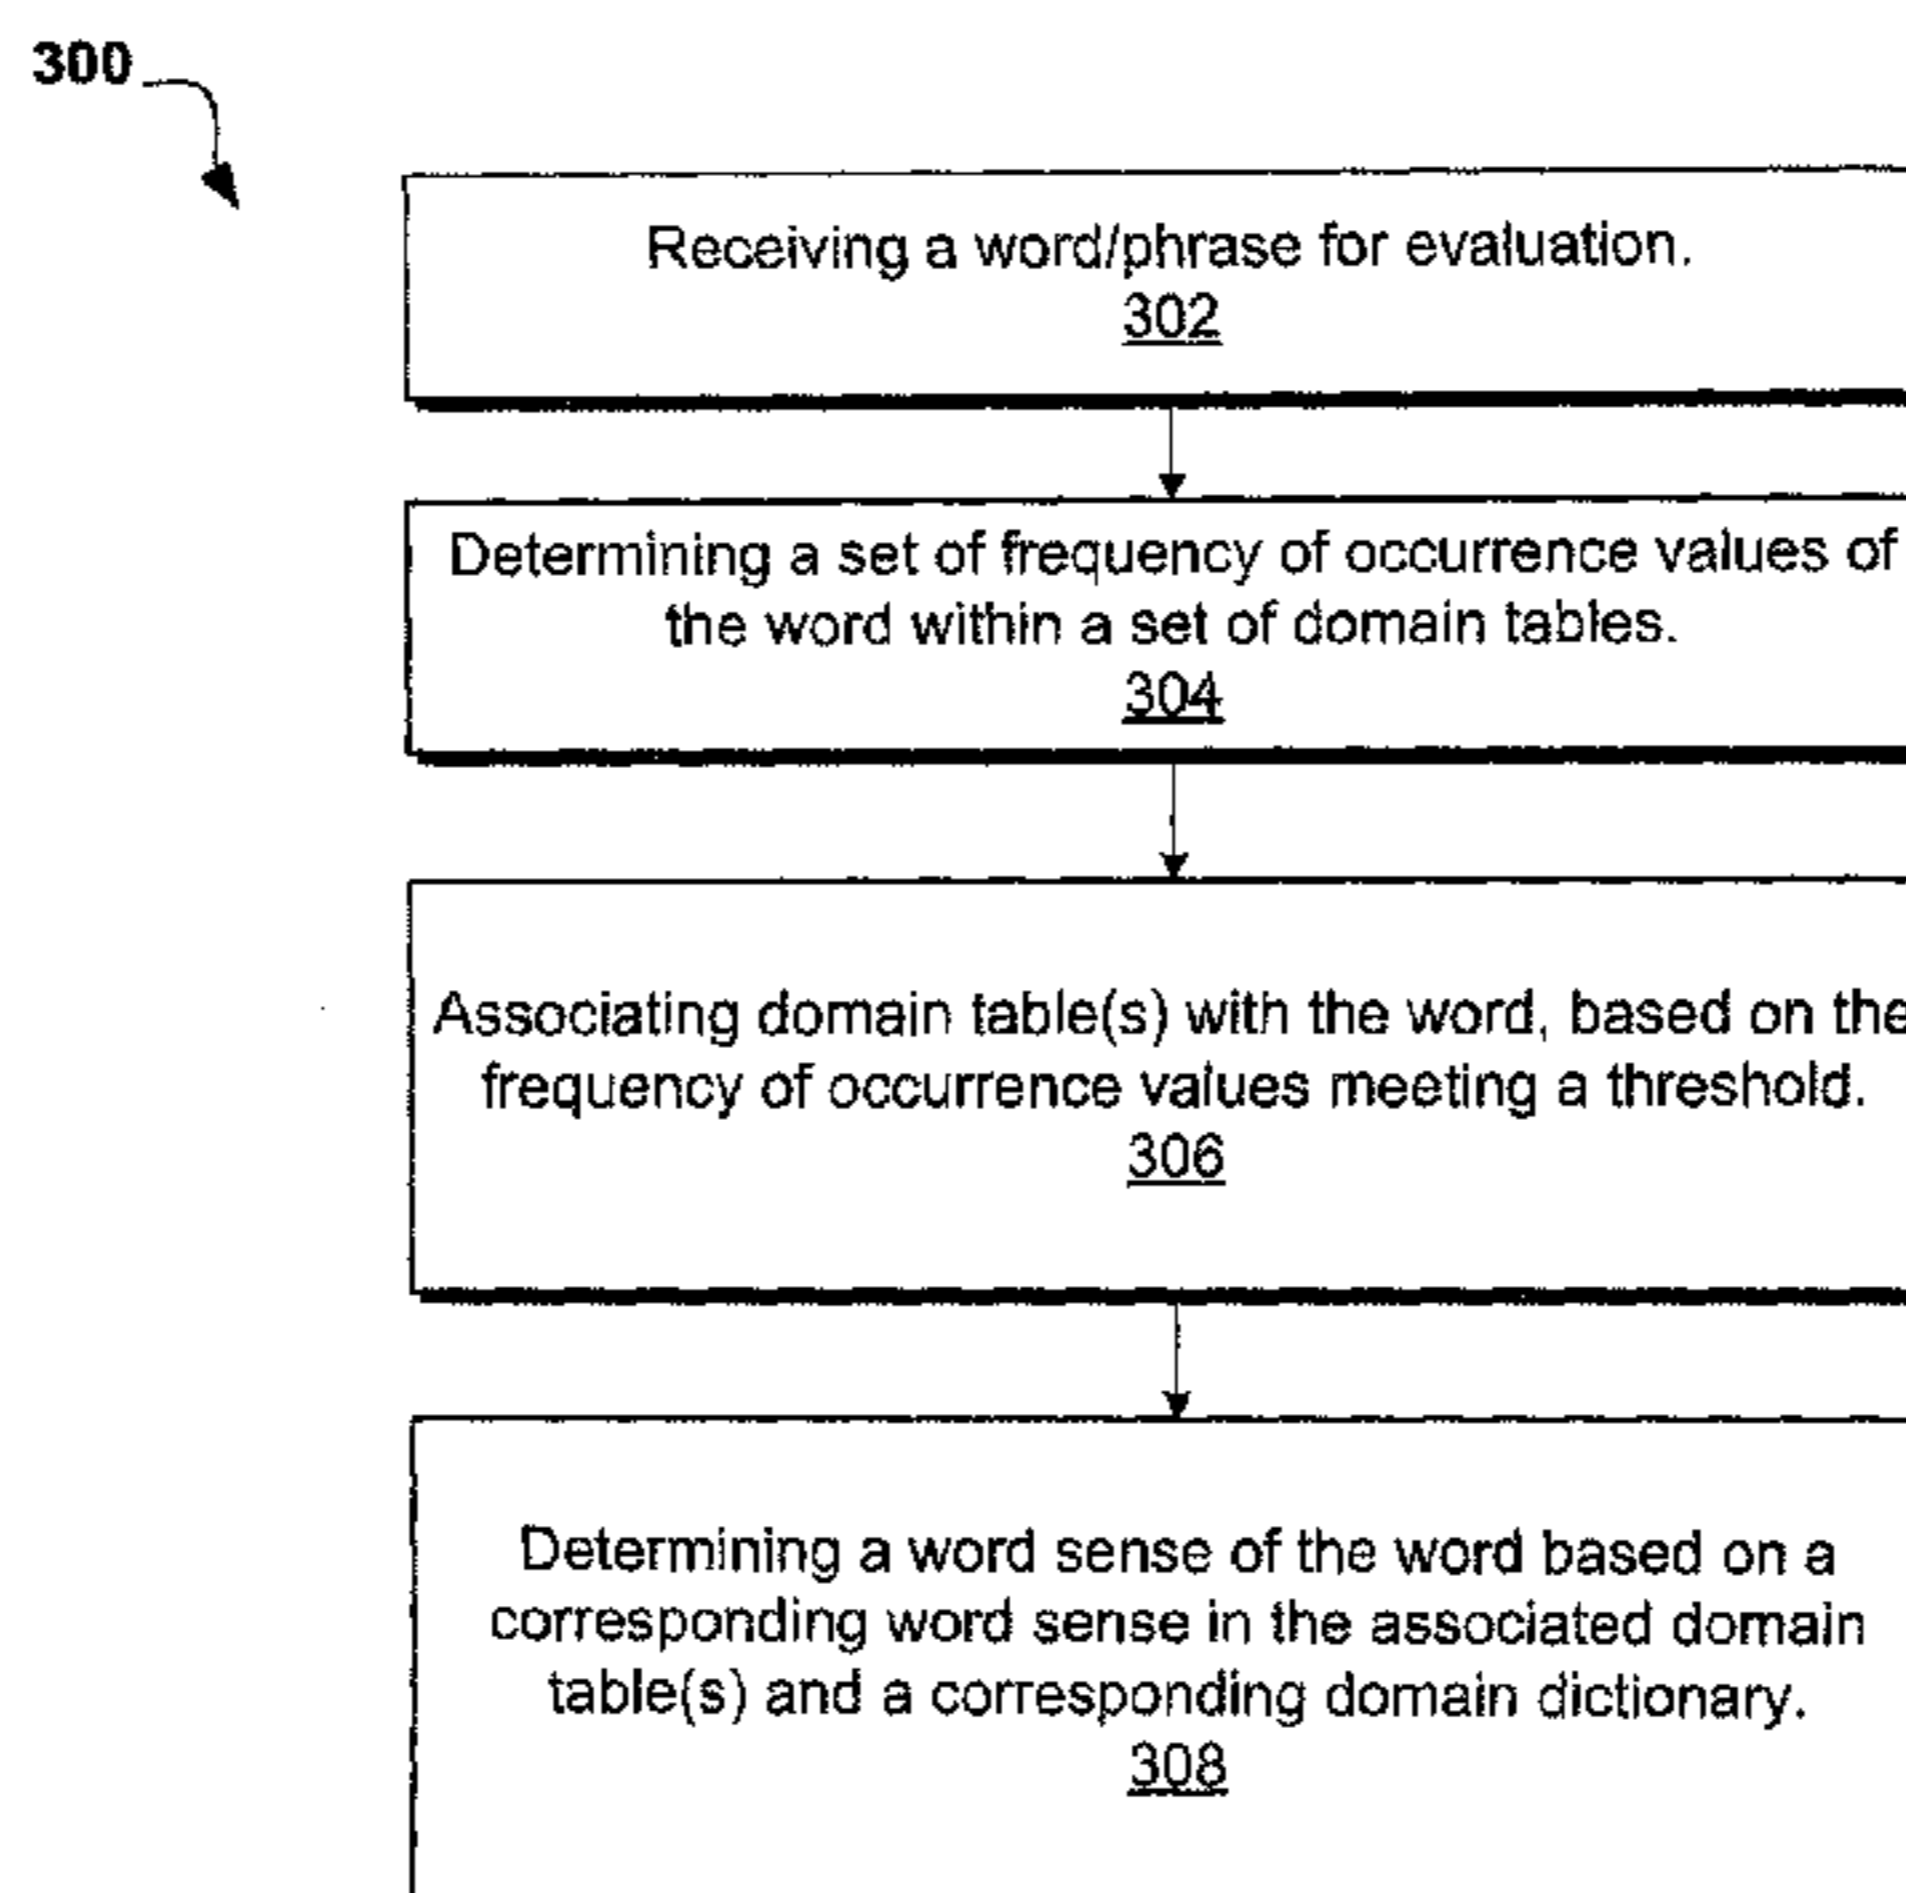 300
Receiving a word/phrase for evaluation.
302
Determining a set of frequency of occurrence values of
the word within a set of domain tables.
304
Associating domain table(s) with the word, based on the
frequency of occurrence values meeting a threshold.
306
Determining a word sense of the word based on a
corresponding word sense in the associated domain
table(s) and a corresponding domain dictionary.
308